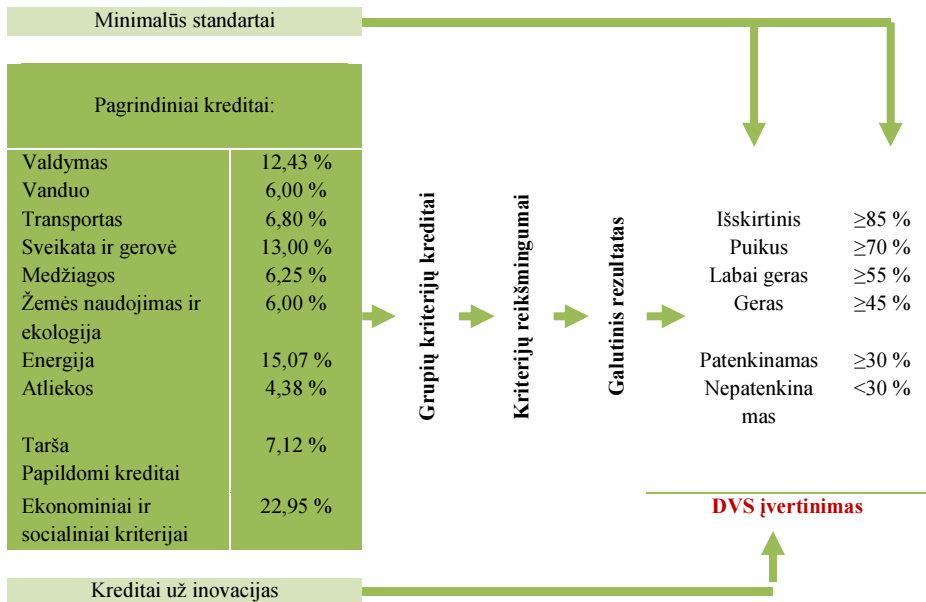 Minimalūs standartai
Pagrindiniai kreditai:
Valdymas 12,43 %
Vanduo 6,00 %
Transportas 6,80 %
Sveikata ir gerovė 13,00 %
Medžiagos 6,25 %
Žemės naudojimas ir 6,00 %
ekologija
Energija 15,07 %
Atliekos 4,38 %
Tarša 7,12 %
Papildomi kreditai
Ekonominiai ir 22,95 %
socialiniai kriterijai
Grupių kriterijų kreditai
Kriterijų reikšmingumai
Galutinis rezultatas
Išskirtinis ≥85 %
Puikus ≥70 %
Labai geras ≥55 %
Geras ≥45 %
Patenkinamas ≥30 %
Nepatenkina <30 %
mas
DVS įvertinimas
Kreditai už inovacijas